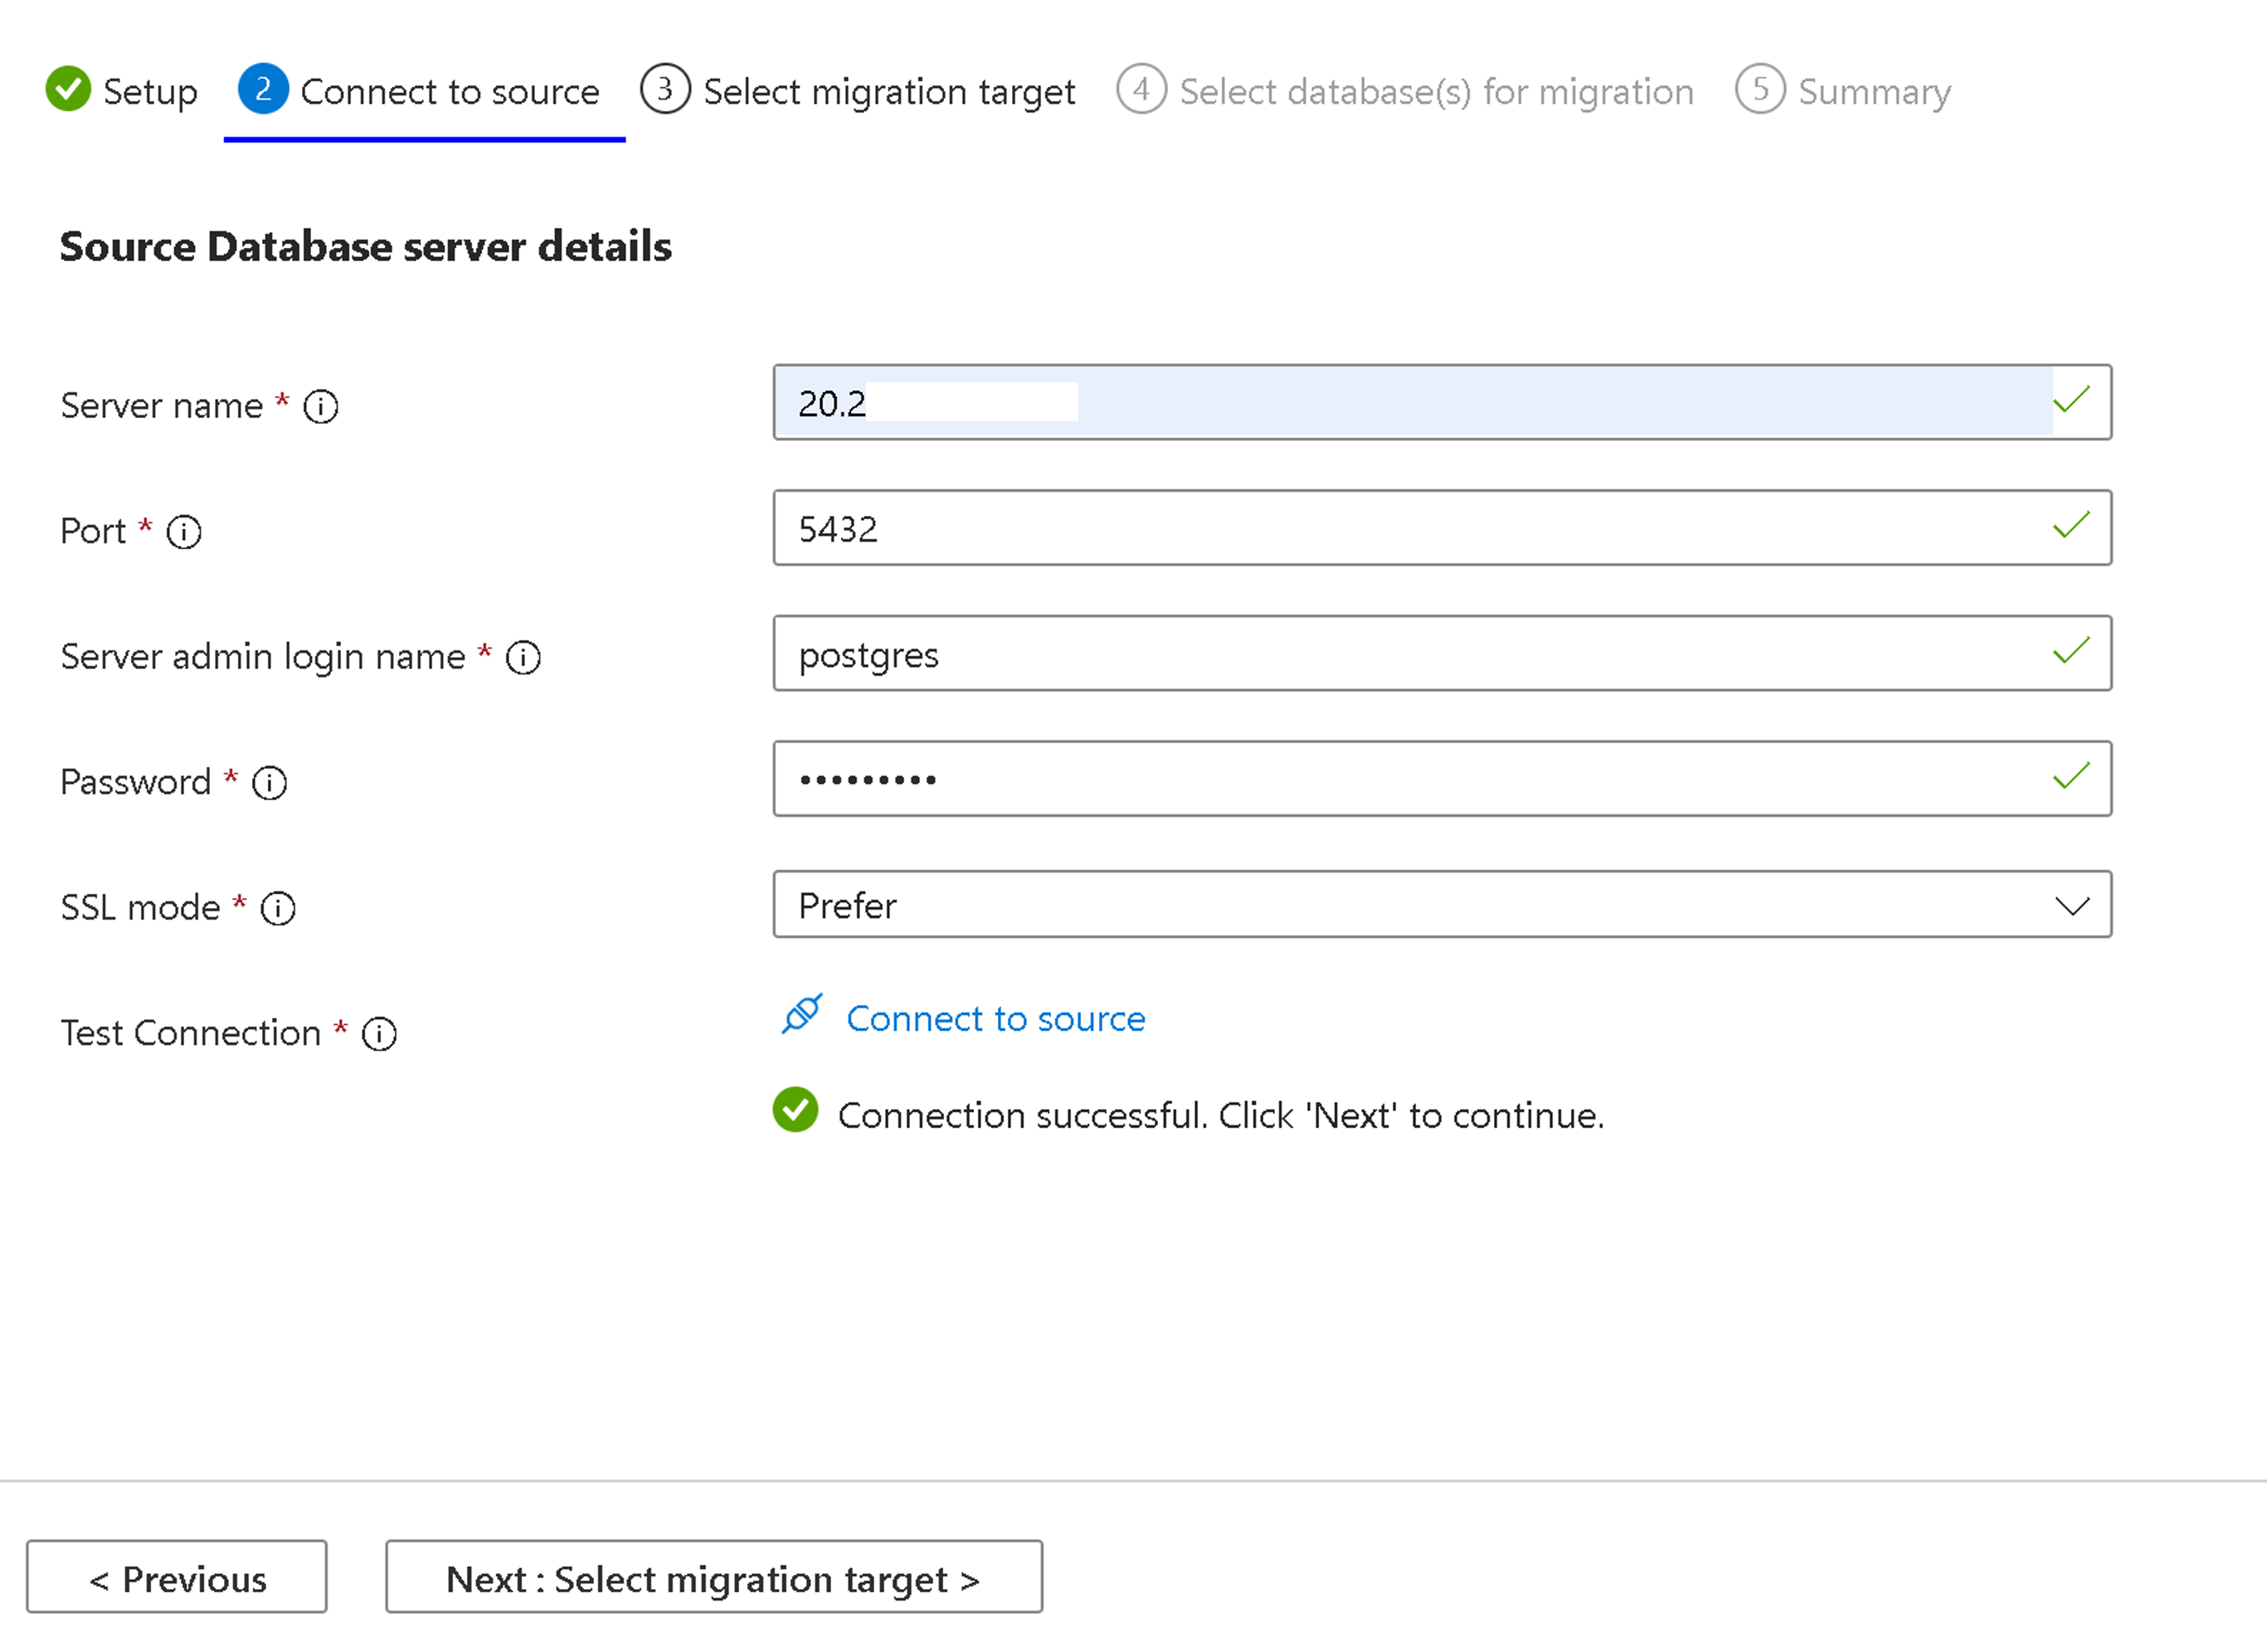 Setup 2 Connect to source 3 Select migration target 4 Select database(s) for migration 5 Summary
Source Database server details
Server name * 20.2
Port * 5432
Server admin login name * postgres
Password * •••••••••
SSL mode * Prefer
Test Connection * Connect to source
Connection successful. Click 'Next' to continue.
< Previous Next : Select migration target >